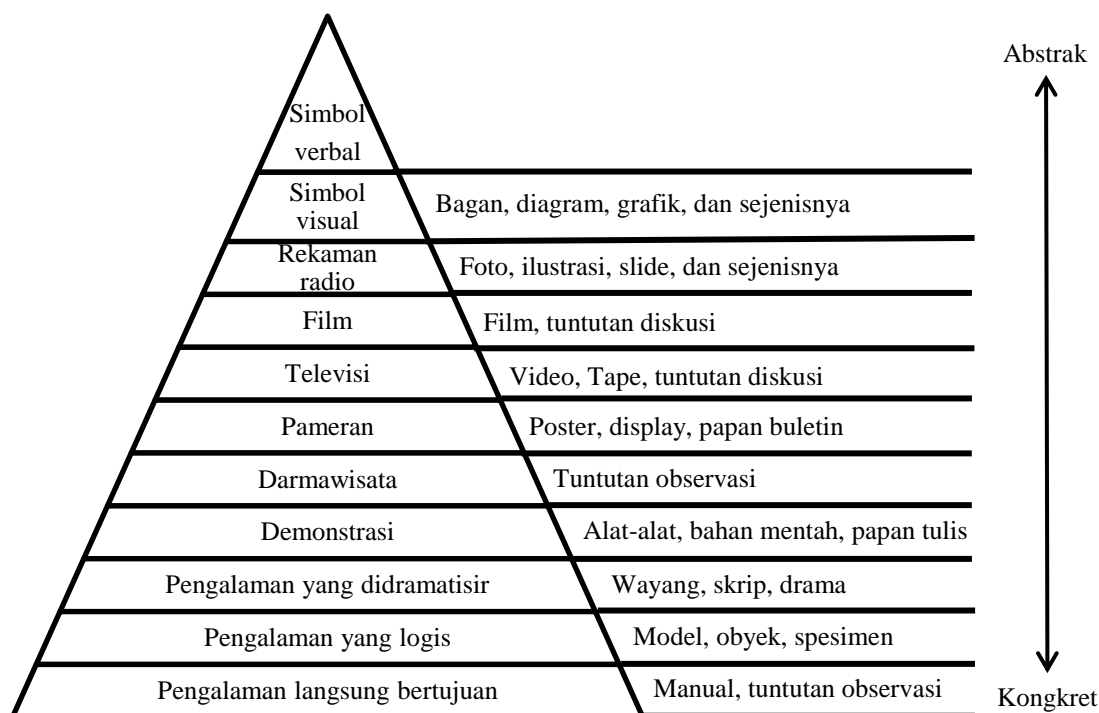 Abstrak
Simbol
verbal
Simbol
visual
Bagan, diagram, grafik, dan sejenisnya
Rekaman
radio
Foto, ilustrasi, slide, dan sejenisnya
Film
Film, tuntutan diskusi
Televisi
Video, Tape, tuntutan diskusi
Pameran
Poster, display, papan buletin
Darmawisata
Tuntutan observasi
Demonstrasi
Alat-alat, bahan mentah, papan tulis
Pengalaman yang didramatisir
Wayang, skrip, drama
Pengalaman yang logis
Model, obyek, spesimen
Pengalaman langsung bertujuan
Manual, tuntutan observasi
Kongkret